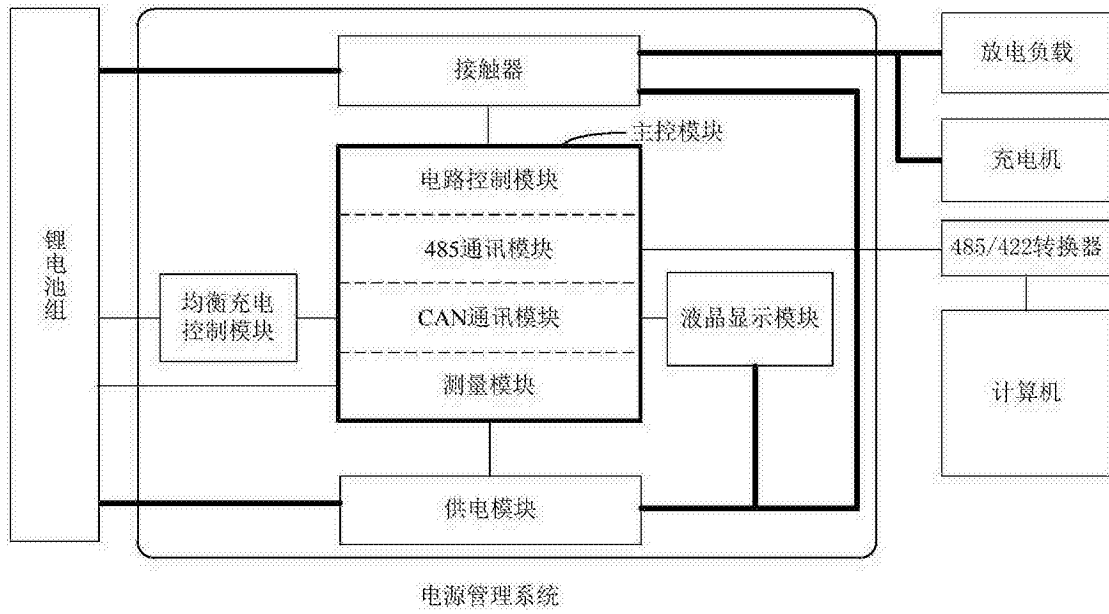 接触器
放电负载
主控模块
充电机
电路控制模块
485通讯模块
485/422转换器
锂电池组
均衡充电
控制模块
CAN通讯模块
液晶显示模块
测量模块
计算机
供电模块
电源管理系统